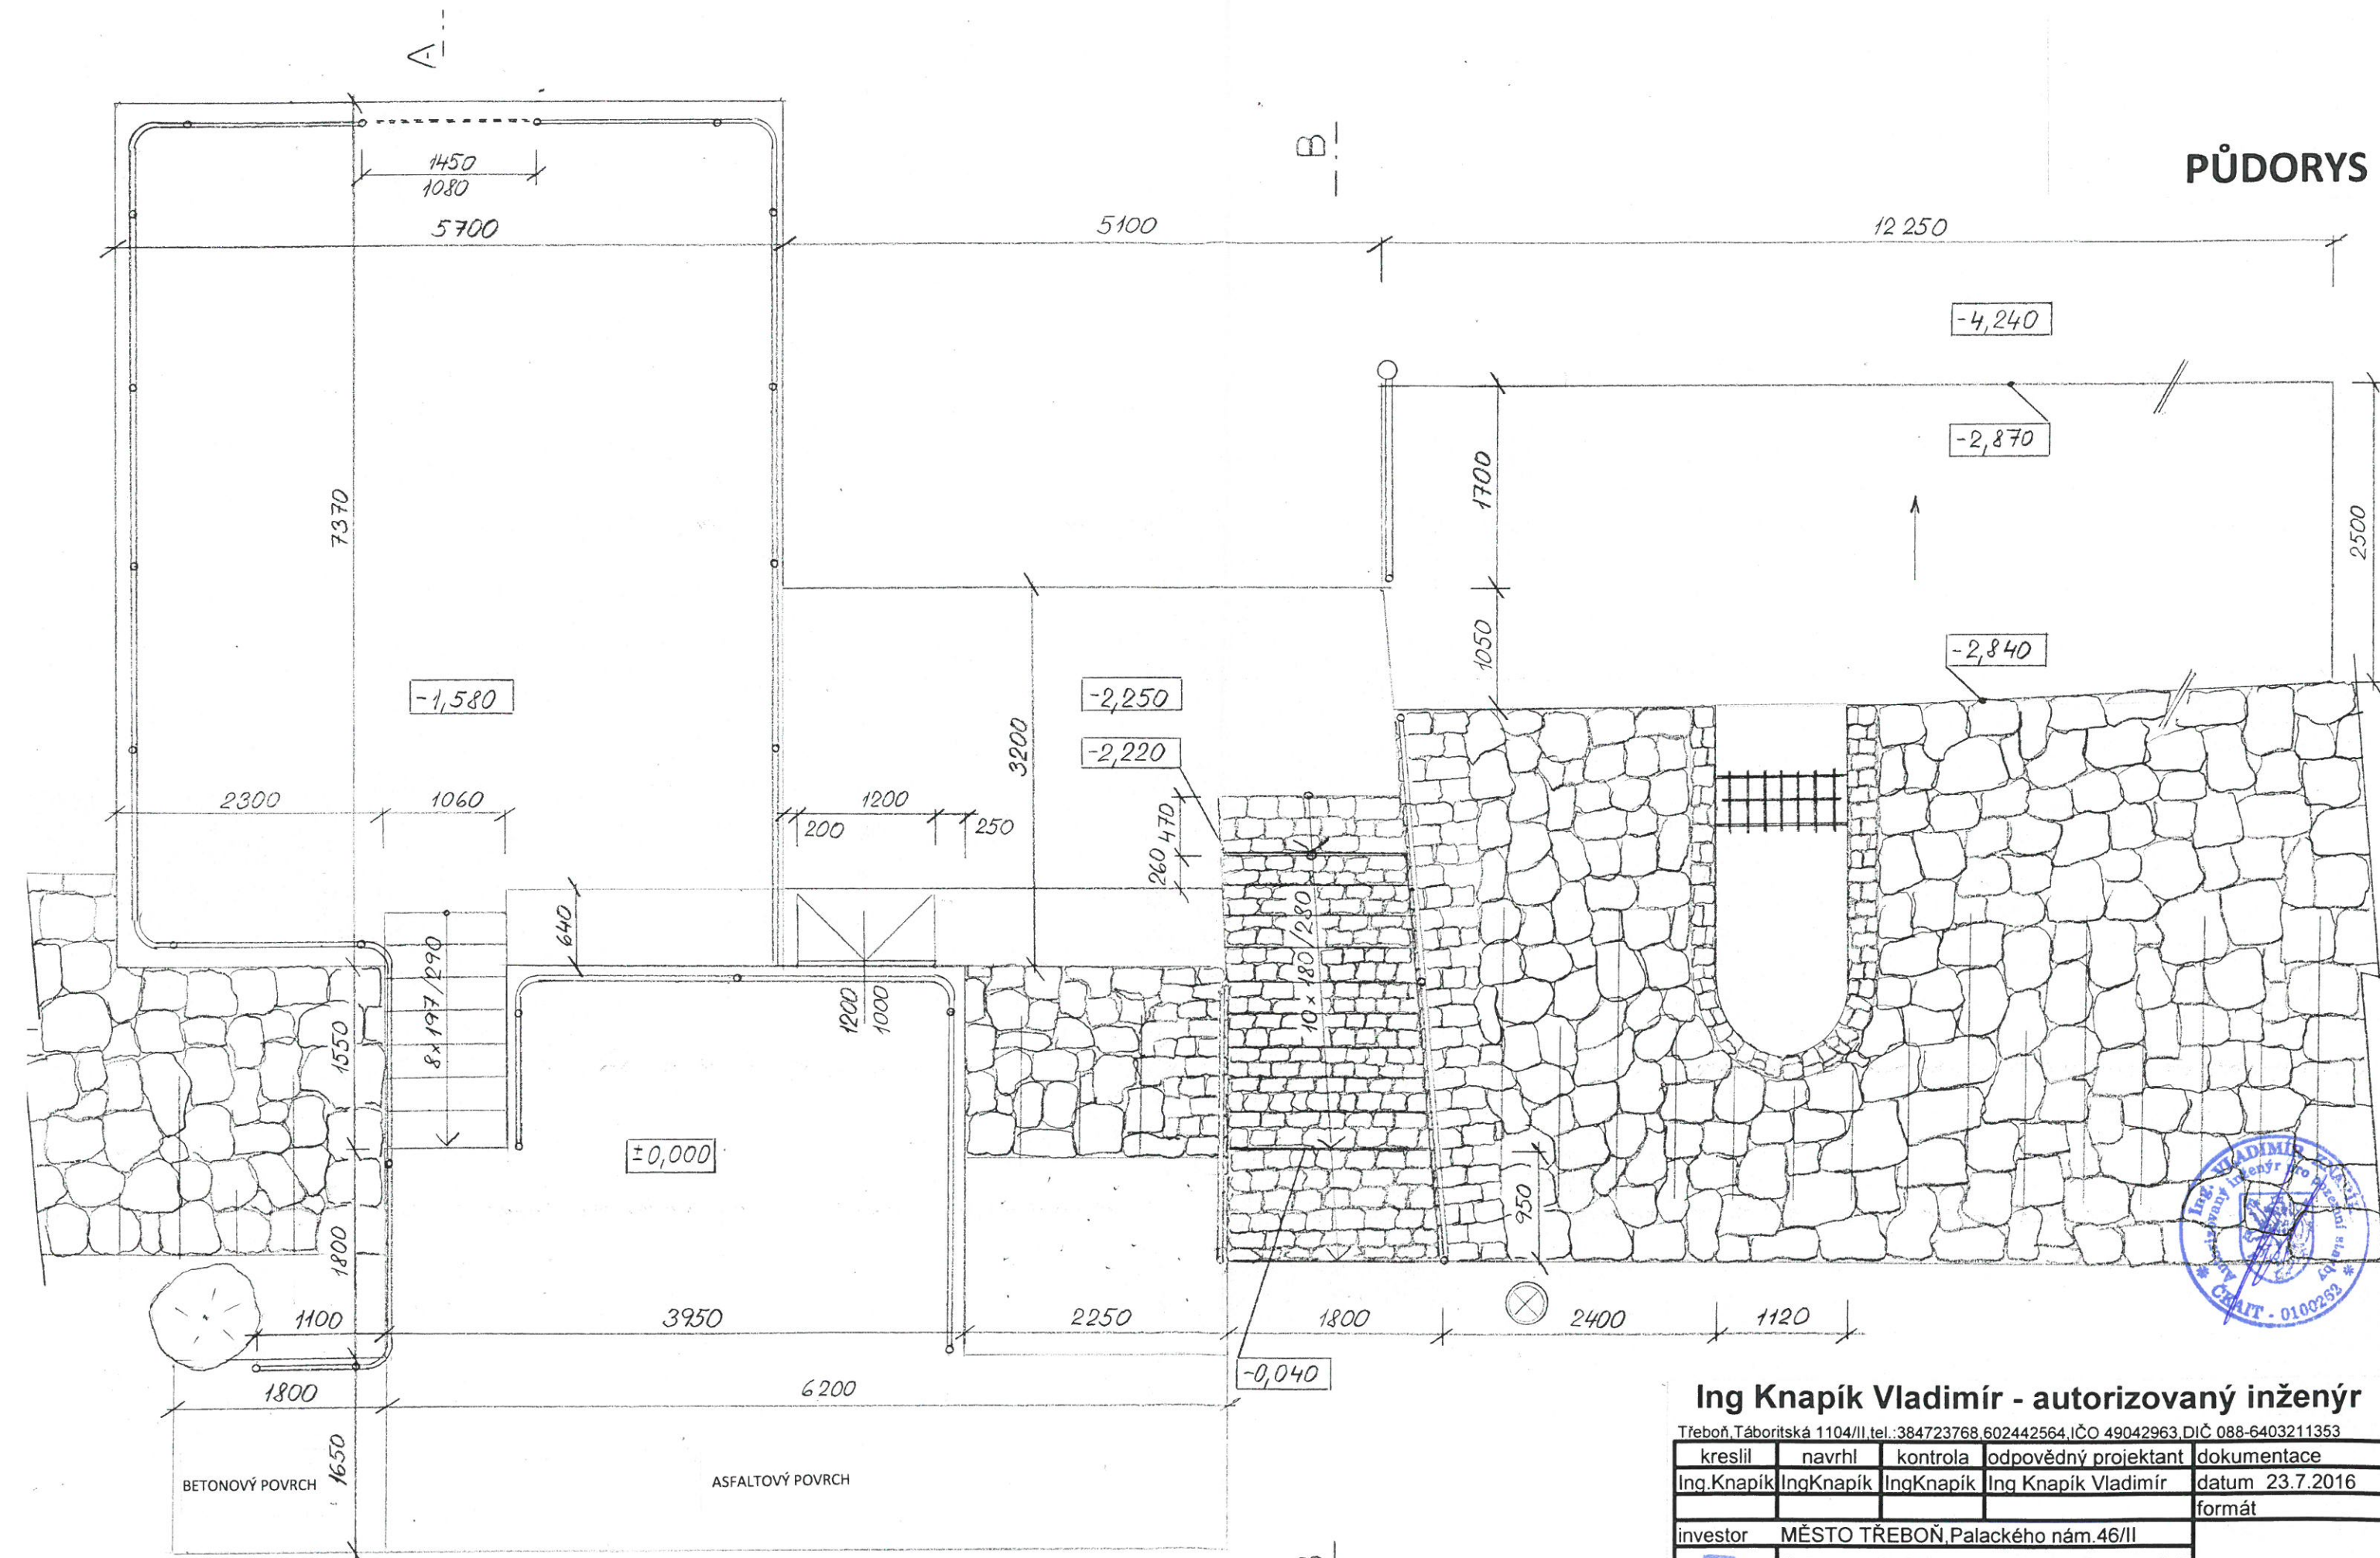 A
B
PŮDORYS
1450
1080
5700
5100
12 250
-4,240
-2,870
7370
1700
2500
1050
-2,840
-1,580
-2,250
-2,220
3200
2300
1060
1200
200
250
470
260
640
8x197/290
10x180/280
1550
1200
1000
±0,000
950
1800
1100
3950
2250
1800
2400
1120
-0,040
1800
6200
1650
BETONOVÝ POVRCH
ASFALTOVÝ POVRCH
ČKAIT - 0100262
Ing Knapík Vladimír - autorizovaný inženýr
Třeboň,Táboritská 1104/II,tel.:384723768,602442564,IČO 49042963,DIČ 088-6403211353
kreslil navrhl kontrola odpovědný projektant dokumentace
Ing.Knapík IngKnapík IngKnapík Ing Knapík Vladimír datum 23.7.2016
formát
investor MĚSTO TŘEBOŇ,Palackého nám.46/II